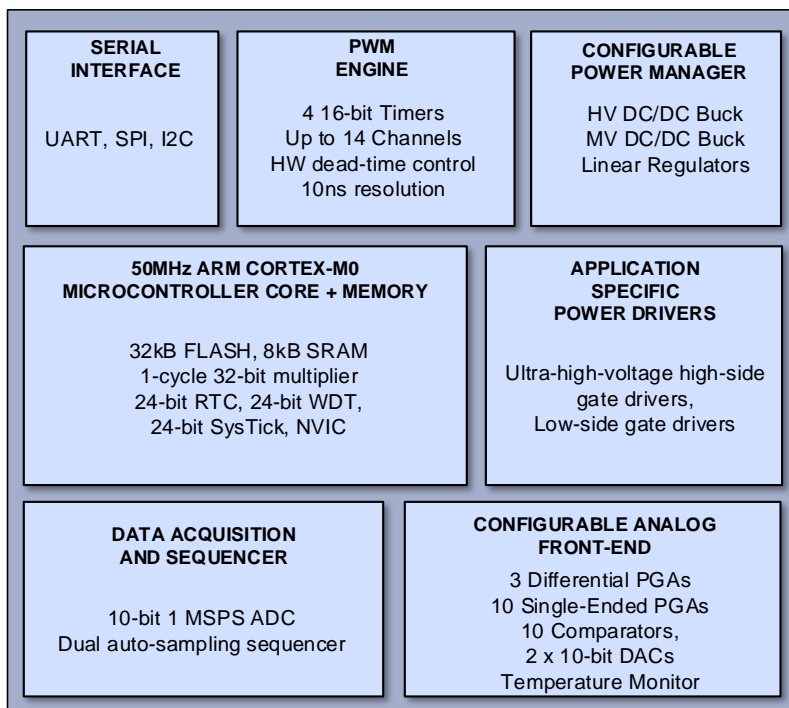 SERIAL
INTERFACE
UART, SPI, I2C
PWM
ENGINE
4 16-bit Timers
Up to 14 Channels
HW dead-time control
10ns resolution
CONFIGURABLE
POWER MANAGER
HV DC/DC Buck
MV DC/DC Buck
Linear Regulators
50MHz ARM CORTEX-M0
MICROCONTROLLER CORE + MEMORY
32kB FLASH, 8kB SRAM
1-cycle 32-bit multiplier
24-bit RTC, 24-bit WDT,
24-bit SysTick, NVIC
APPLICATION
SPECIFIC
POWER DRIVERS
Ultra-high-voltage high-side
gate drivers,
Low-side gate drivers
DATA ACQUISITION
AND SEQUENCER
10-bit 1 MSPS ADC
Dual auto-sampling sequencer
CONFIGURABLE ANALOG
FRONT-END
3 Differential PGAs
10 Single-Ended PGAs
10 Comparators,
2 x 10-bit DACs
Temperature Monitor